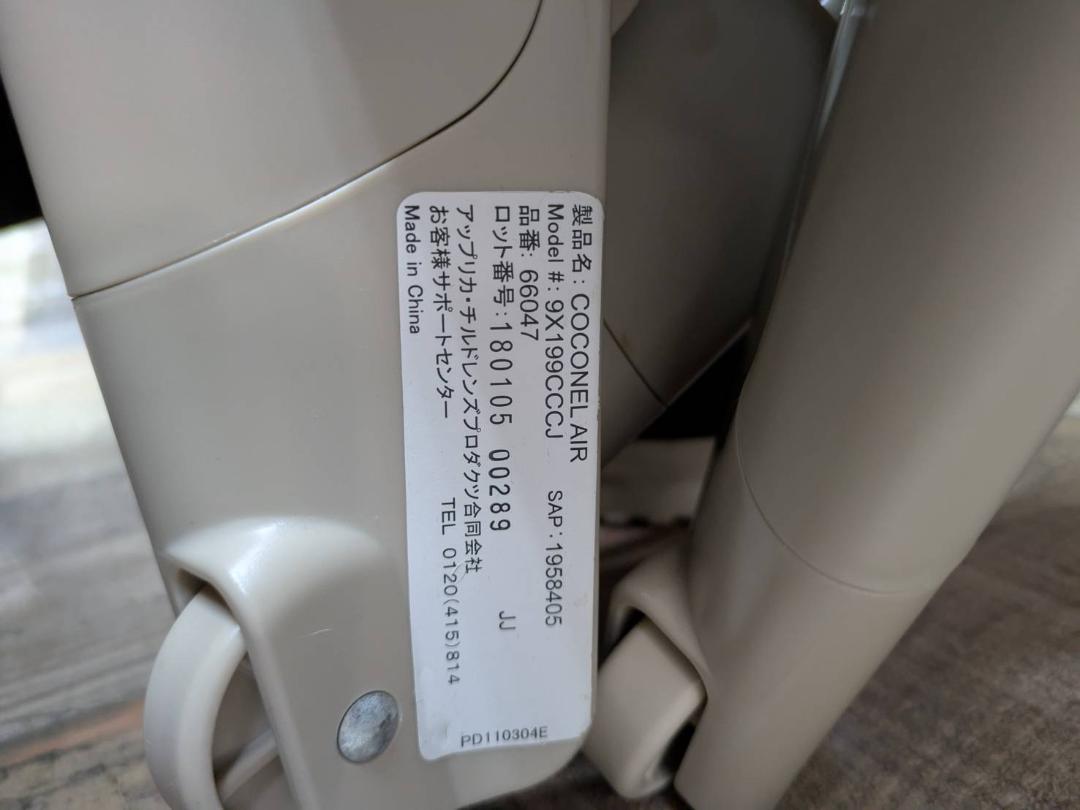 製品名: COCONEL AIR
Model #: 9X199CCCJ SAP: 1958405
品番: 66047
ロット番号: 180105 00289 JJ
アップリカ・チルドレンズプロダクツ合同会社
お客様サポートセンター TEL 0120(415)814
Made in China
PD110304E